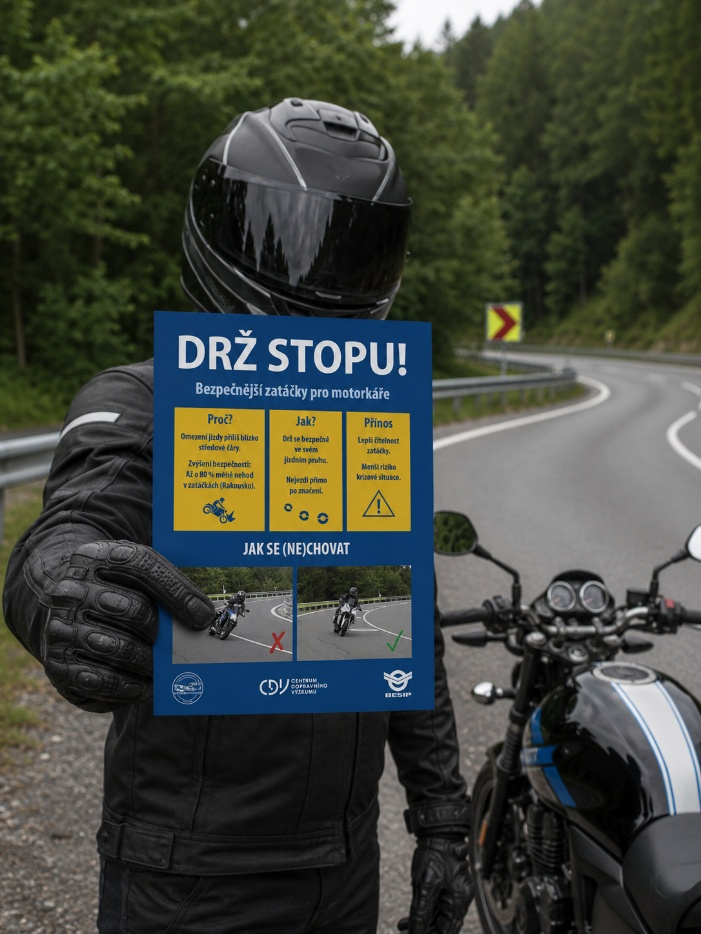 DRŽ STOPU!
Bezpečnější zatáčky pro motorkáře
Proč?
Omezení jízdy příliš blízko
středové čáry.
Zvýšení bezpečnosti:
Až o 80 % méně nehod
v zatáčkách (Rakousko).
Jak?
Drž se bezpečně
ve svém
jízdním pruhu.
Nejezdi přímo
po značení.
Přínos
Lepší čitelnost
zatáčky.
Menší riziko
krizové situace.
JAK SE (NE)CHOVAT
CDV CENTRUM
DOPRAVNÍHO
VÝZKUMU
BESIP